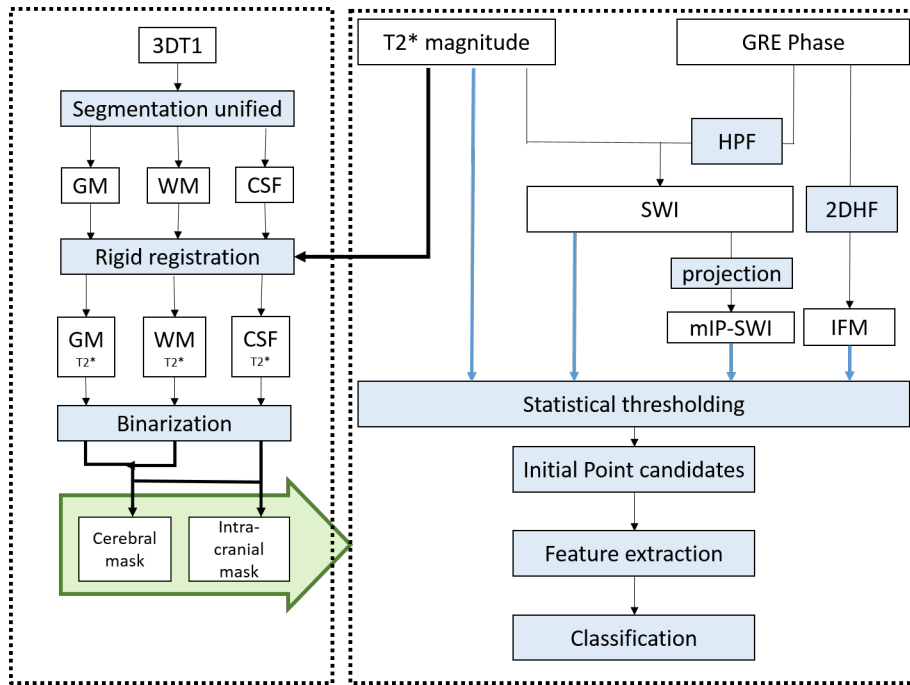 3DT1
Segmentation unified
GM
WM
CSF
Rigid registration
GM
T2*
WM
T2*
CSF
T2*
Binarization
Cerebral
mask
Intra-
cranial
mask
T2* magnitude
GRE Phase
HPF
SWI
2DHF
projection
mIP-SWI
IFM
Statistical thresholding
Initial Point candidates
Feature extraction
Classification